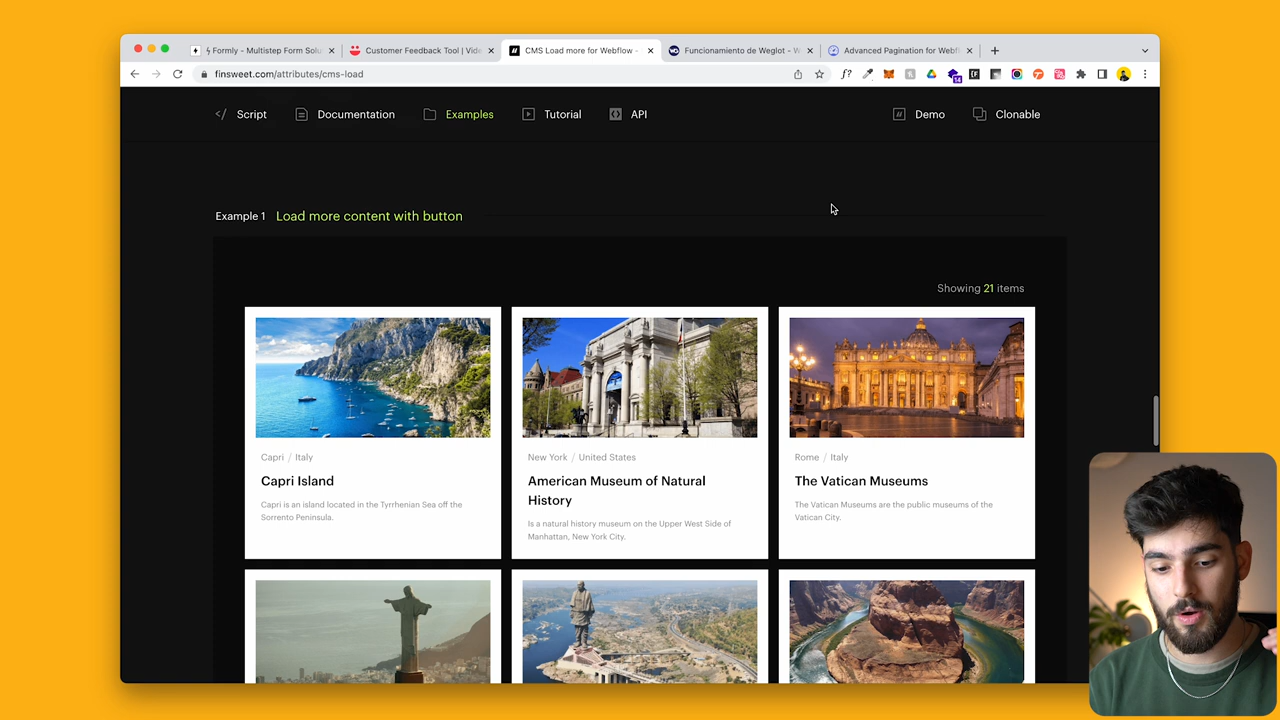 Formly - Multistep Form Solu
Customer Feedback Tool | Vide
CMS Load more for Webflow -
Funcionamiento de Weglot - W
Advanced Pagination for Webf
finsweet.com/attributes/cms-load
f?
14
Script
Documentation
Examples
Tutorial
API
Demo
Clonable
Example 1 Load more content with button
Showing 21 items
Capri / Italy
Capri Island
Capri is an island located in the Tyrrhenian Sea off the
Sorrento Peninsula.
New York / United States
American Museum of Natural
History
Is a natural history museum on the Upper West Side of
Manhattan, New York City.
Rome / Italy
The Vatican Museums
The Vatican Museums are the public museums of the
Vatican City.